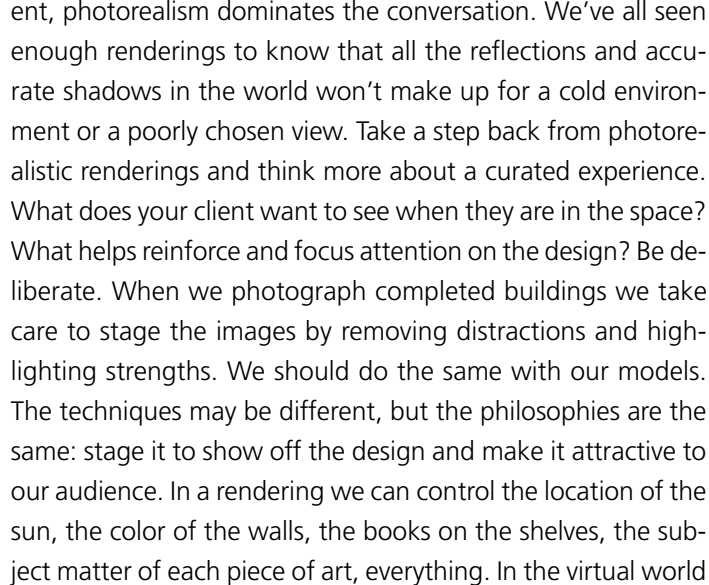 ent, photorealism dominates the conversation. We’ve all seen
enough renderings to know that all the reflections and accu-
rate shadows in the world won’t make up for a cold environ-
ment or a poorly chosen view. Take a step back from photore-
alistic renderings and think more about a curated experience.
What does your client want to see when they are in the space?
What helps reinforce and focus attention on the design? Be de-
liberate. When we photograph completed buildings we take
care to stage the images by removing distractions and high-
lighting strengths. We should do the same with our models.
The techniques may be different, but the philosophies are the
same: stage it to show off the design and make it attractive to
our audience. In a rendering we can control the location of the
sun, the color of the walls, the books on the shelves, the sub-
ject matter of each piece of art, everything. In the virtual world